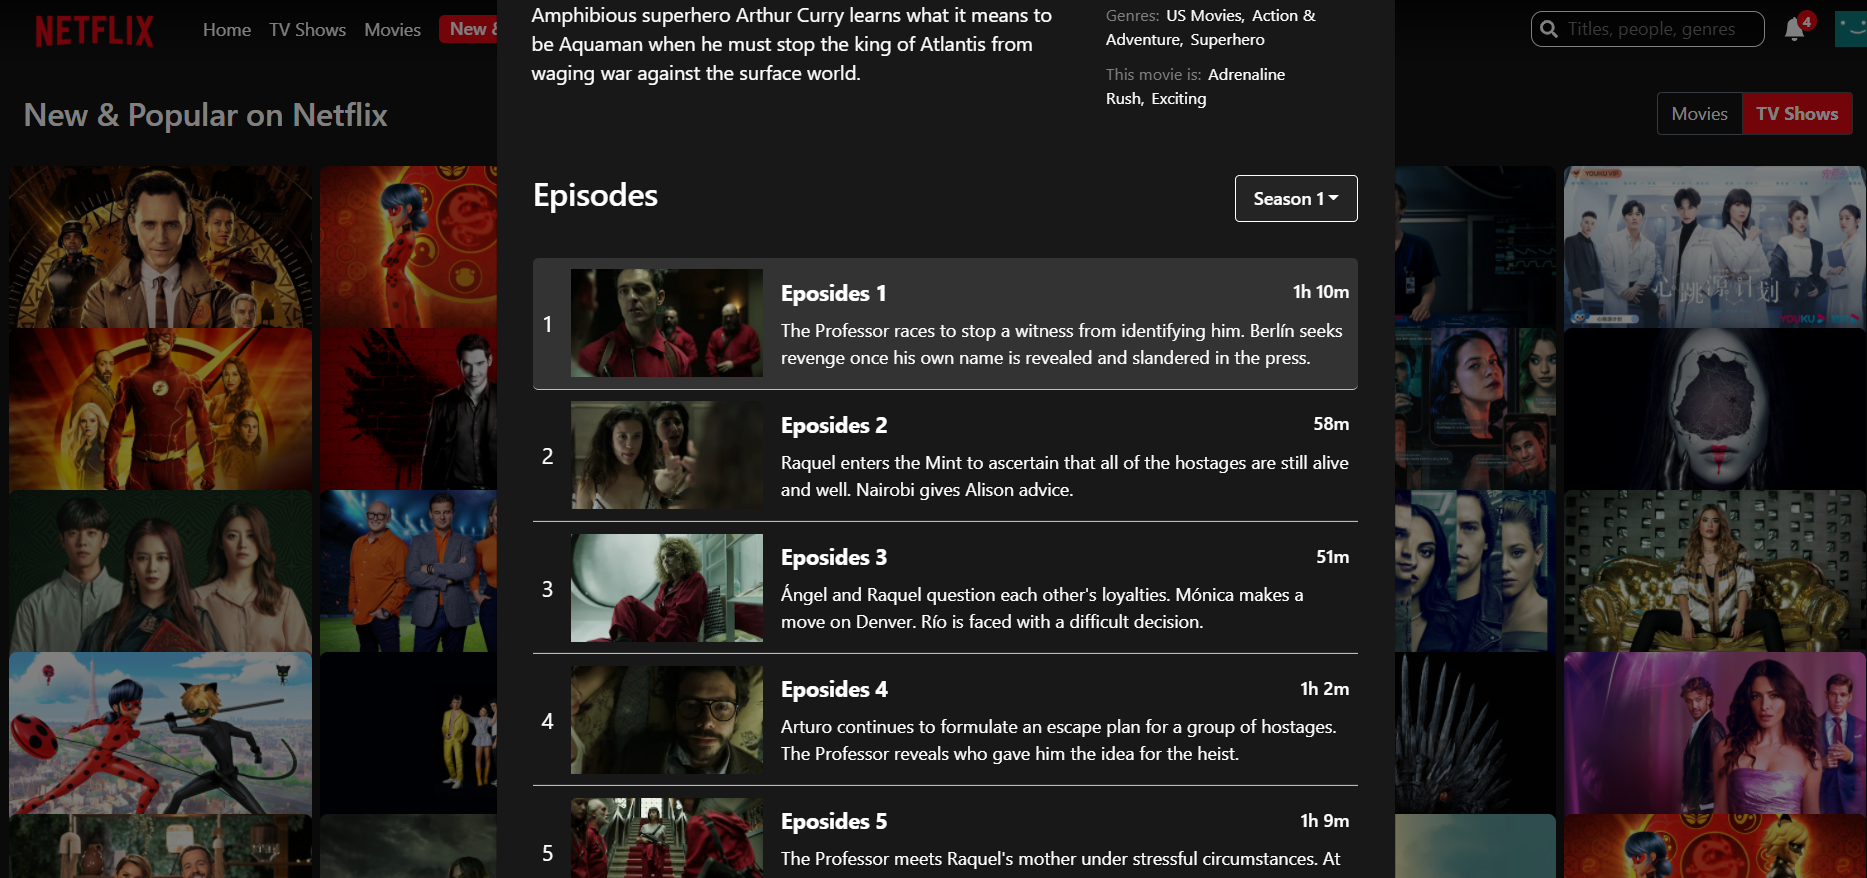 NETFLIX
Home TV Shows Movies New &
Titles, people, genres
4
New & Popular on Netflix
Movies TV Shows
Amphibious superhero Arthur Curry learns what it means to
be Aquaman when he must stop the king of Atlantis from
waging war against the surface world.
Genres: US Movies, Action &
Adventure, Superhero
This movie is: Adrenaline
Rush, Exciting
Episodes
Season 1
1
Eposides 1
1h 10m
The Professor races to stop a witness from identifying him. Berlín seeks
revenge once his own name is revealed and slandered in the press.
2
Eposides 2
58m
Raquel enters the Mint to ascertain that all of the hostages are still alive
and well. Nairobi gives Alison advice.
3
Eposides 3
51m
Ángel and Raquel question each other's loyalties. Mónica makes a
move on Denver. Río is faced with a difficult decision.
4
Eposides 4
1h 2m
Arturo continues to formulate an escape plan for a group of hostages.
The Professor reveals who gave him the idea for the heist.
5
Eposides 5
1h 9m
The Professor meets Raquel's mother under stressful circumstances. At
YOUKU VIP
心跳源计划
YOUKU